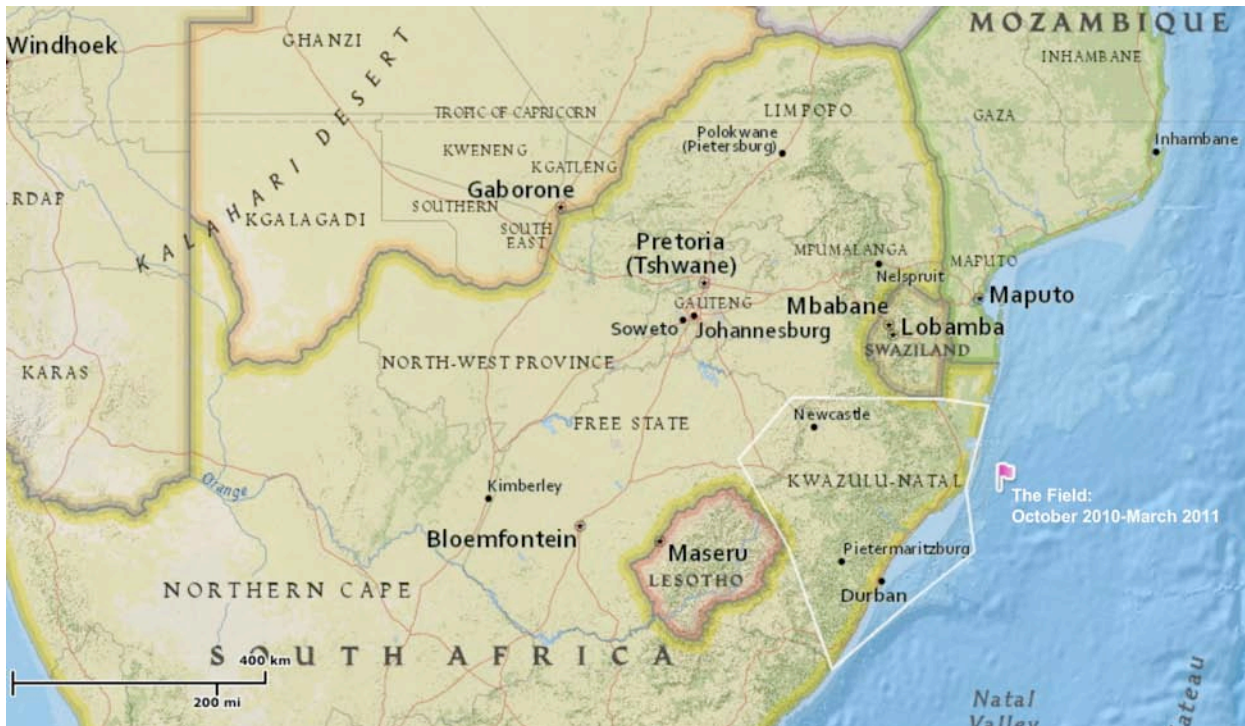 MOZAMBIQUE
Windhoek
GHANZI
INHAMBANE
KALAHARI DESERT
TROPIC OF CAPRICORN
LIMPOPO
GAZA
Polokwane
(Pietersburg)
Inhambane
KWENENG
KGATLENG
Gaborone
ARDAP
KGALAGADI
SOUTHERN
SOUTH
EAST
Pretoria
(Tshwane)
MPUMALANGA
Nelspruit
MAPUTO
Maputo
GAUTENG
Mbabane
Soweto
Johannesburg
Lobamba
SWAZILAND
KARAS
NORTH-WEST PROVINCE
FREE STATE
Newcastle
Orange
Kimberley
KWAZULU-NATAL
The Field:
October 2010-March 2011
Bloemfontein
Maseru
LESOTHO
Pietermaritzburg
Durban
NORTHERN CAPE
SOUTH AFRICA
400 km
200 mi
Natal
Valley
ateau